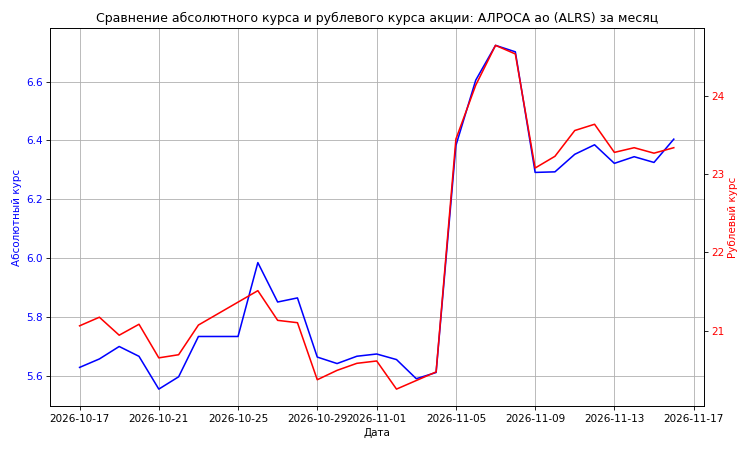 Сравнение абсолютного курса и рублевого курса акции: АЛРОСА ао (ALRS) за месяц
6.6
6.4
6.2
6.0
5.8
5.6
Абсолютный курс
24
23
22
21
Рублевый курс
2026-10-17 2026-10-21 2026-10-25 2026-10-29 2026-11-01 2026-11-05 2026-11-09 2026-11-13 2026-11-17
Дата